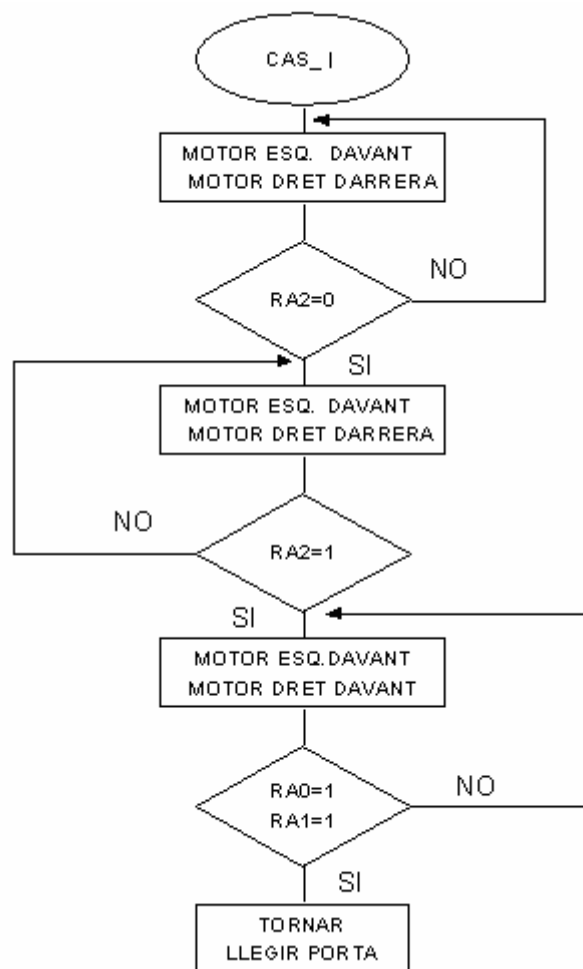 CAS_I
MOTOR ESQ. DAVANT
MOTOR DRET DARRERA
NO
RA2=0
SI
MOTOR ESQ. DAVANT
MOTOR DRET DARRERA
NO
RA2=1
SI
MOTOR ESQ.DAVANT
MOTOR DRET DAVANT
NO
RA0=1
RA1=1
SI
TORNAR
LLEGIR PORTA